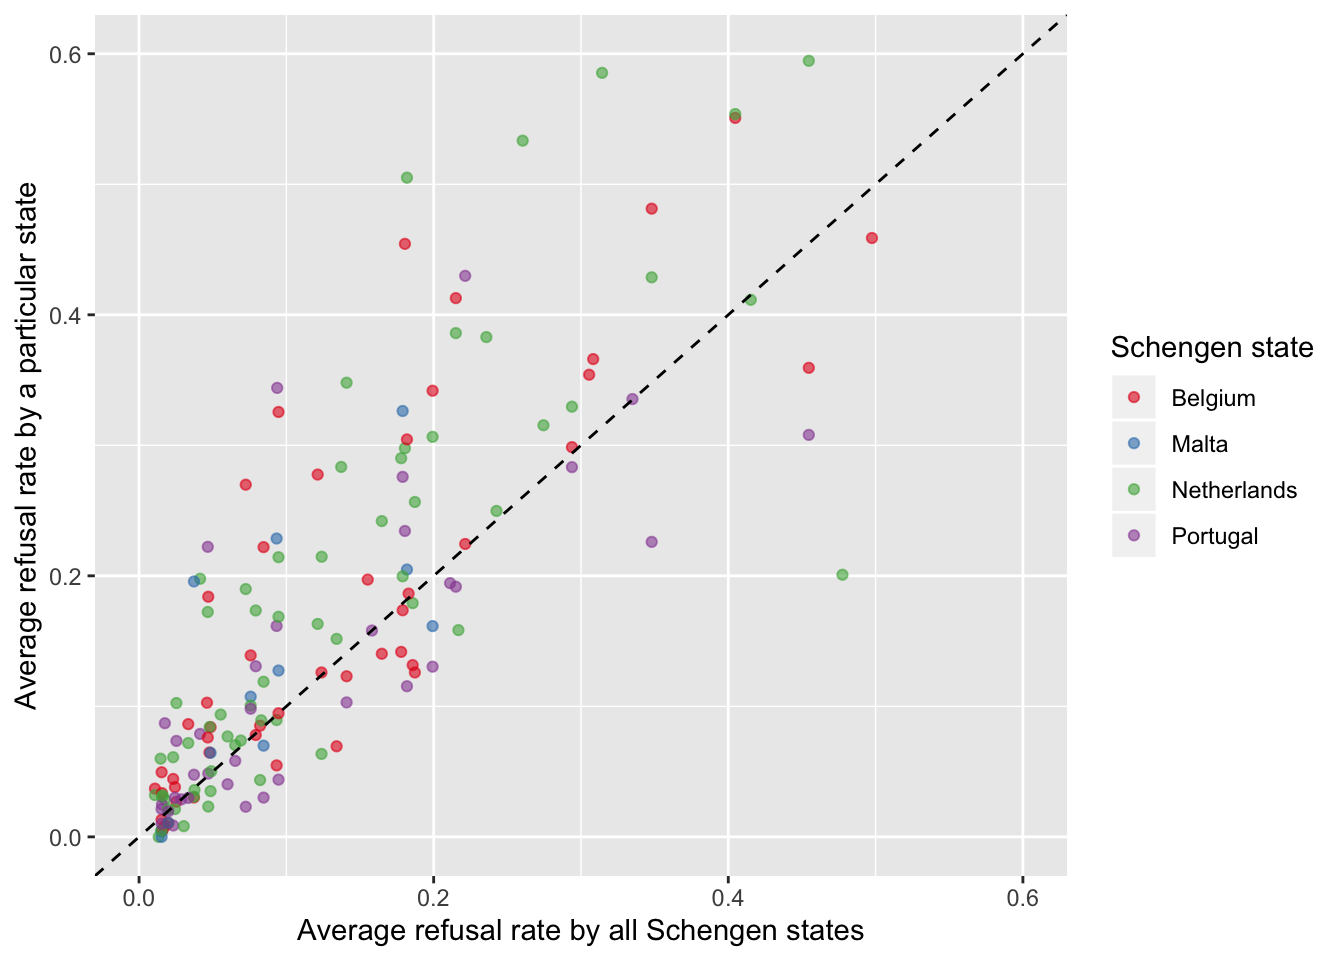 0.6
0.4
0.2
0.0
Average refusal rate by a particular state
0.0
0.2
0.4
0.6
Average refusal rate by all Schengen states
Schengen state
Belgium
Malta
Netherlands
Portugal